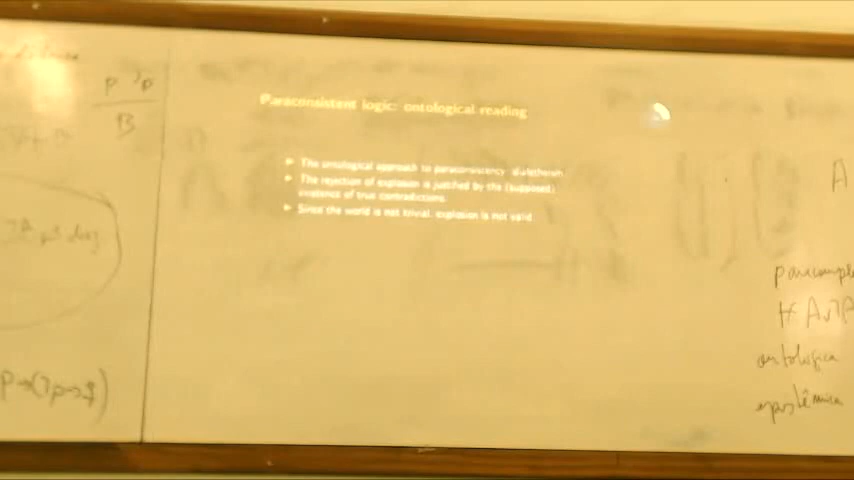 p ¬p
B
p→(¬p→q)
Paraconsistent logic: ontological reading
The ontological approach to paraconsistency: dialetheism
The rejection of explosion is justified by the (supposed)
existence of true contradictions.
Since the world is not trivial, explosion is not valid.
A
paracomple
⊬ A∨¬A
ontológica
epistêmica